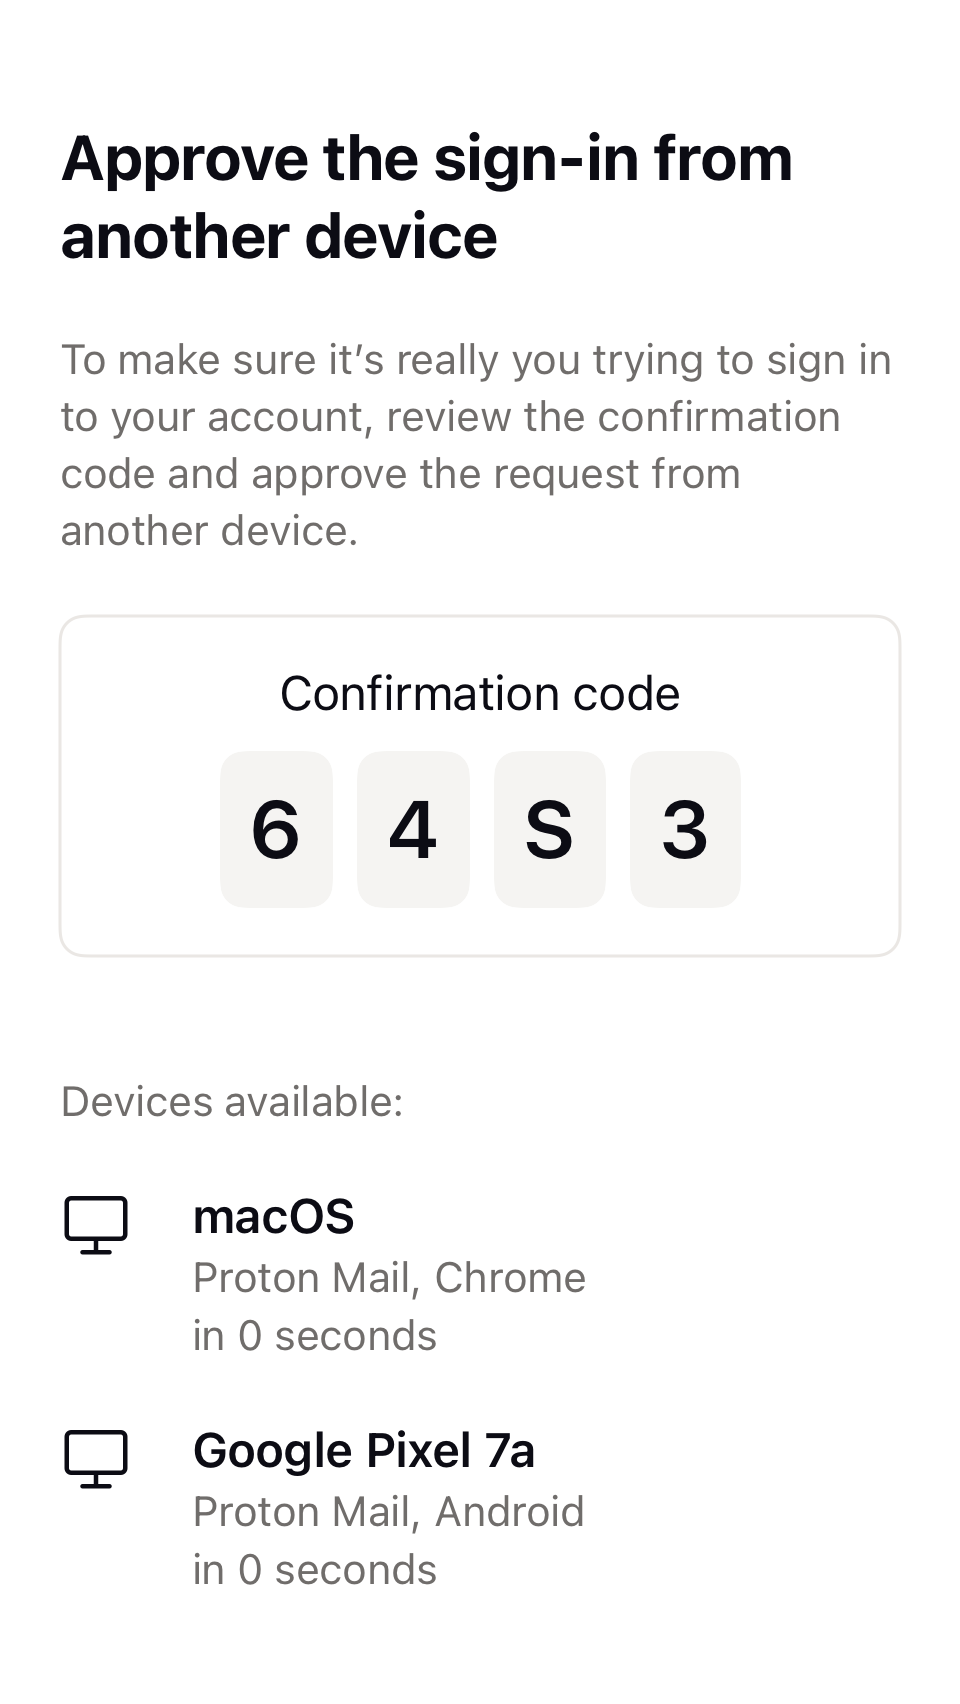 Approve the sign-in from
another device
To make sure it’s really you trying to sign in
to your account, review the confirmation
code and approve the request from
another device.
Confirmation code
6 4 S 3
Devices available:
macOS
Proton Mail, Chrome
in 0 seconds
Google Pixel 7a
Proton Mail, Android
in 0 seconds